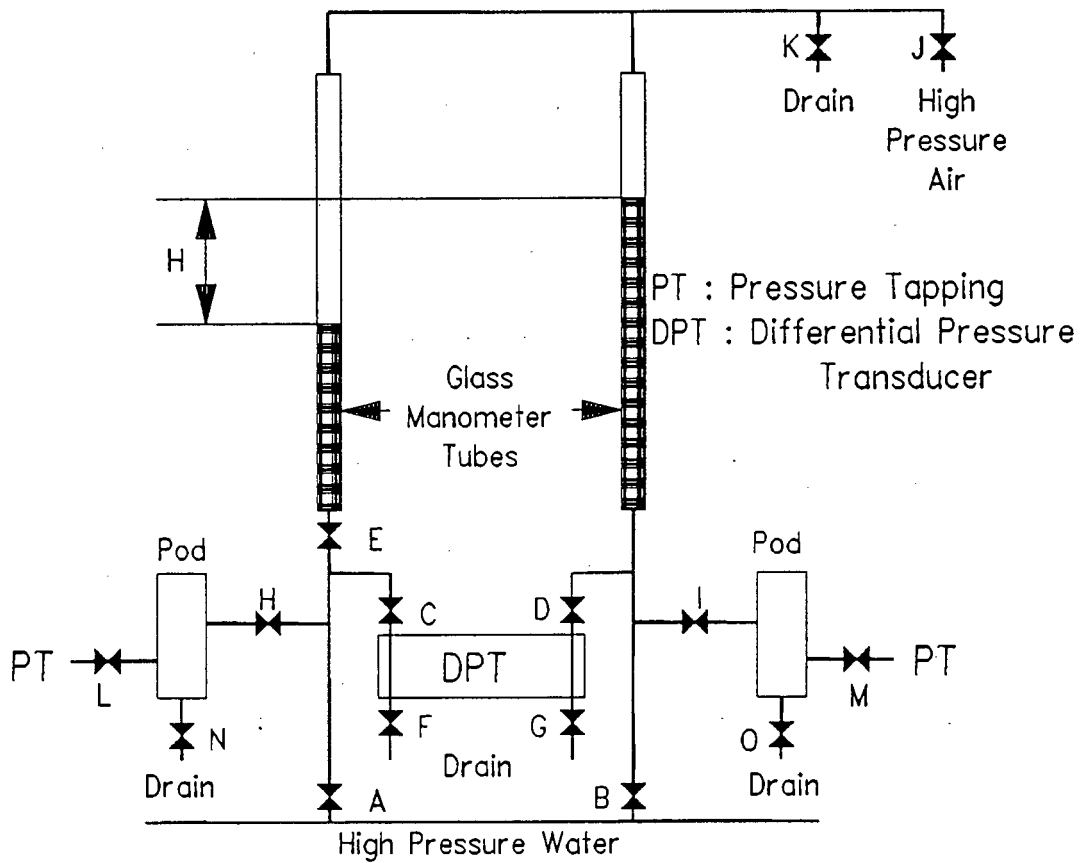 K
J
Drain
High
Pressure
Air
H
PT : Pressure Tapping
DPT : Differential Pressure
Transducer
Glass
Manometer
Tubes
E
Pod
Pod
H
C
D
I
PT
L
DPT
M
PT
N
F
G
O
Drain
Drain
Drain
A
B
High Pressure Water